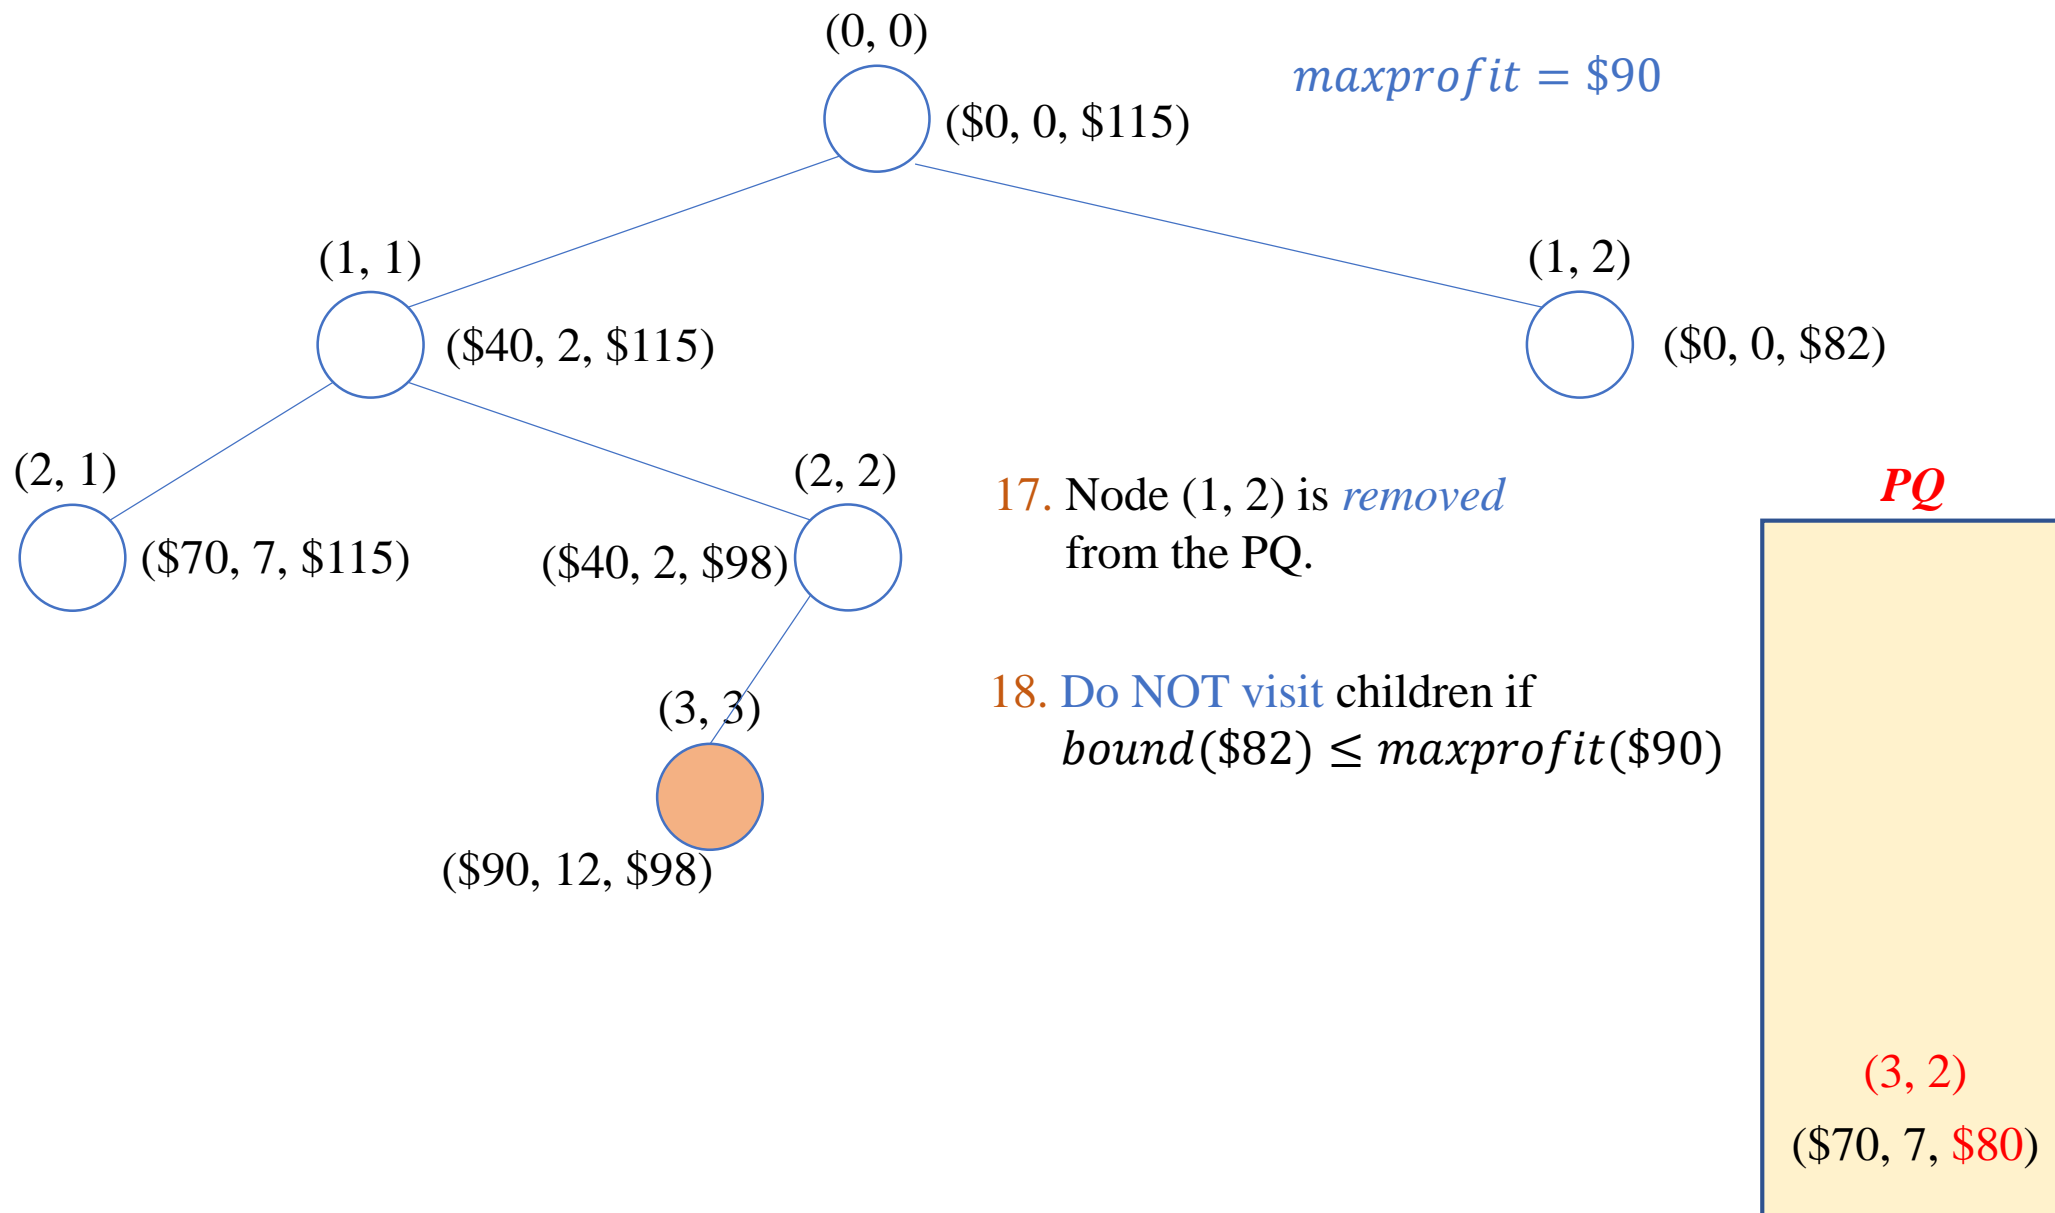 (0, 0)
maxprofit = $90
($0, 0, $115)
(1, 1)
(1, 2)
($40, 2, $115)
($0, 0, $82)
(2, 1)
(2, 2)
($70, 7, $115)
($40, 2, $98)
17. Node (1, 2) is removed
from the PQ.
PQ
(3, 3)
($90, 12, $98)
18. Do NOT visit children if
bound($82) ≤ maxprofit($90)
(3, 2)
($70, 7, $80)